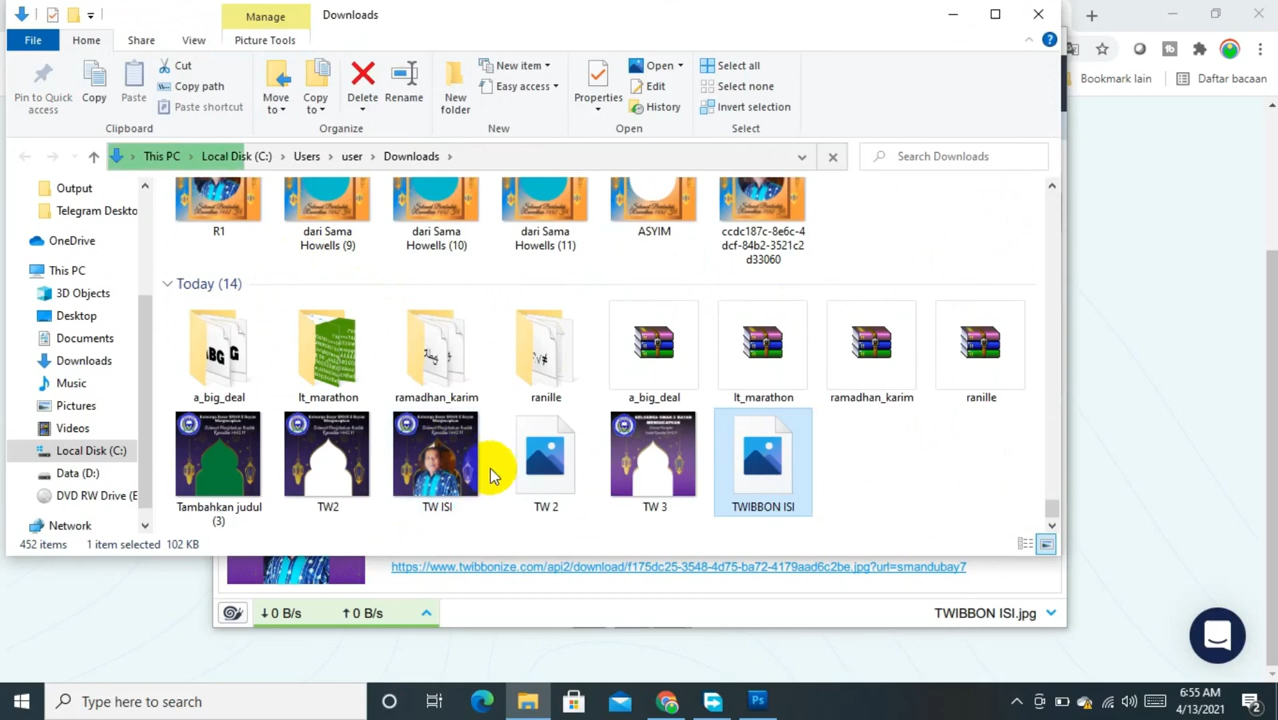 Manage
Downloads
File
Home
Share
View
Picture Tools
Pin to Quick access
Copy
Paste
Cut
Copy path
Paste shortcut
Clipboard
Move to
Copy to
Delete
Rename
Organize
New folder
New item
Easy access
New
Properties
Open
Edit
History
Open
Select all
Select none
Invert selection
Select
Bookmark lain
Daftar bacaan
This PC
Local Disk (C:)
Users
user
Downloads
Search Downloads
Output
Telegram Deskto
OneDrive
This PC
3D Objects
Desktop
Documents
Downloads
Music
Pictures
Videos
Local Disk (C:)
Data (D:)
DVD RW Drive (E
Network
R1
dari Sama Howells (9)
dari Sama Howells (10)
dari Sama Howells (11)
ASYIM
ccdc187c-8e6c-4
dcf-84b2-3521c2
d33060
Today (14)
a_big_deal
lt_marathon
ramadhan_karim
ranille
a_big_deal
lt_marathon
ramadhan_karim
ranille
Tambahkan judul (3)
TW2
TW ISI
TW 2
TW 3
TWIBBON ISI
452 items
1 item selected 102 KB
https://www.twibbonize.com/api2/download/f175dc25-3548-4d75-ba72-4179aad6c2be.jpg?url=smandubay7
↓0 B/s
↑0 B/s
TWIBBON ISI.jpg
Type here to search
6:55 AM
4/13/2021
2